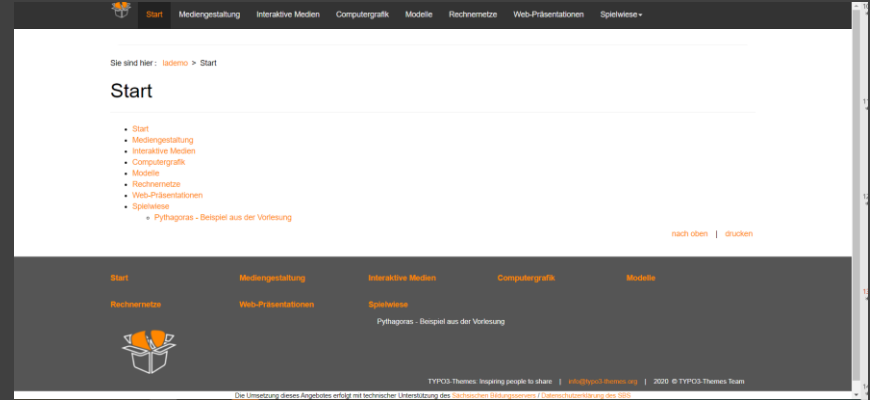 Start Mediengestaltung Interaktive Medien Computergrafik Modelle Rechnernetze Web-Präsentationen Spielwiese
Sie sind hier : lademo > Start
Start
Start
Mediengestaltung
Interaktive Medien
Computergrafik
Modelle
Rechnernetze
Web-Präsentationen
Spielwiese
Pythagoras - Beispiel aus der Vorlesung
nach oben | drucken
Start Mediengestaltung Interaktive Medien Computergrafik Modelle
Rechnernetze Web-Präsentationen Spielwiese
Pythagoras - Beispiel aus der Vorlesung
TYPO3-Themes: Inspiring people to share | info@typo3-themes.org | 2020 © TYPO3-Themes Team
Die Umsetzung dieses Angebotes erfolgt mit technischer Unterstützung des Sächsischen Bildungsservers / Datenschutzerklärung des SBS